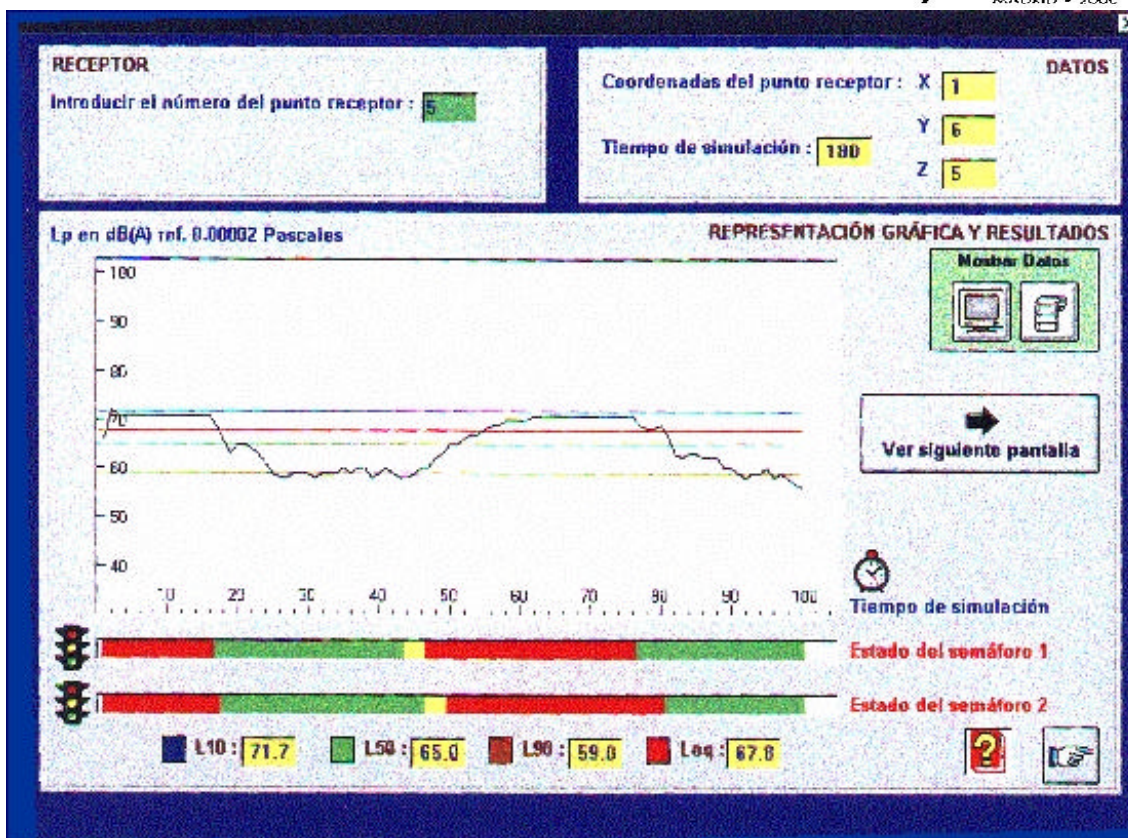 RECEPTOR
Introducir el número del punto receptor : 5
DATOS
Coordenadas del punto receptor : X 1
Y 6
Tiempo de simulación : 180
Z 5
Lp en dB(A) ref. 0.00002 Pascales
REPRESENTACIÓN GRÁFICA Y RESULTADOS
Mostrar Datos
100
90
80
70
60
50
40
10 20 30 40 50 60 70 80 90 100
Ver siguiente pantalla
Tiempo de simulación
Estado del semáforo 1
Estado del semáforo 2
L10 : 71.7 L50 : 65.0 L90 : 59.0 Leq :
?